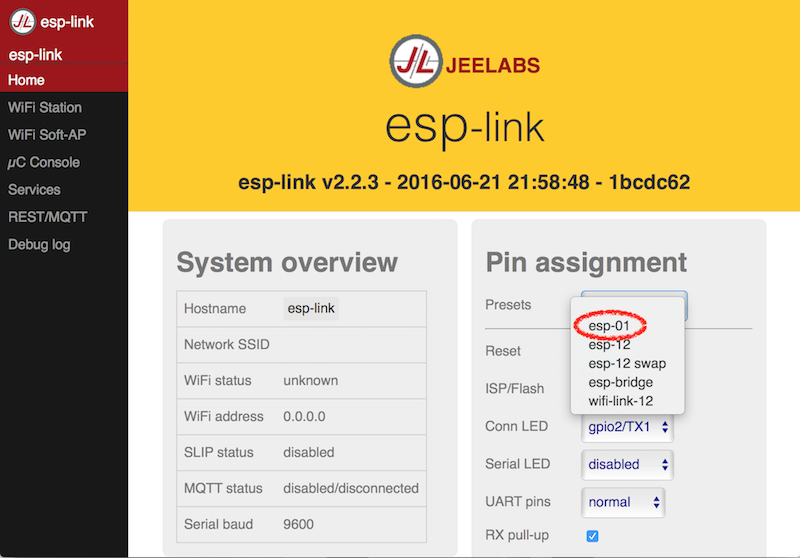 JL esp-link
esp-link
Home
WiFi Station
WiFi Soft-AP
µC Console
Services
REST/MQTT
Debug log
JL JEELABS
esp-link
esp-link v2.2.3 - 2016-06-21 21:58:48 - 1bcdc62
System overview
Hostname esp-link
Network SSID
WiFi status unknown
WiFi address 0.0.0.0
SLIP status disabled
MQTT status disabled/disconnected
Serial baud 9600
Pin assignment
Presets
esp-01
esp-12
esp-12 swap
esp-bridge
wifi-link-12
Reset
ISP/Flash
Conn LED gpio2/TX1
Serial LED disabled
UART pins normal
RX pull-up